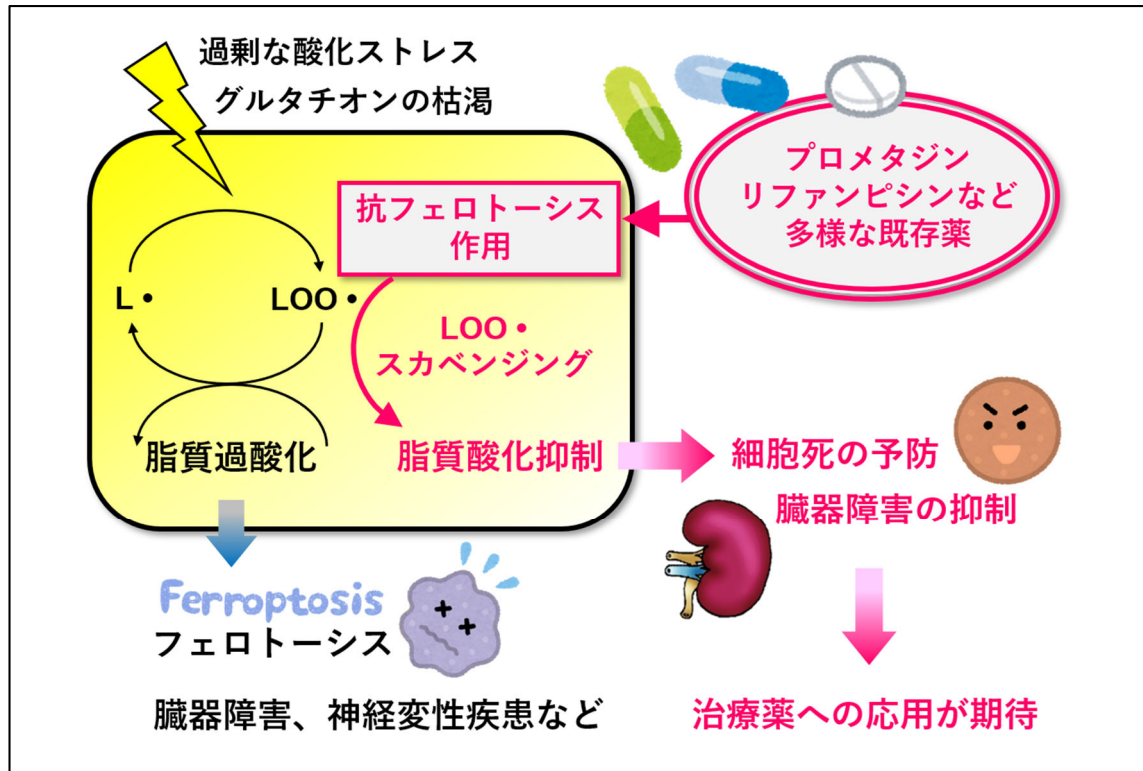 過剰な酸化ストレス
グルタチオンの枯渇
プロメタジン
リファンピシンなど
多様な既存薬
抗フェロトーシス
作用
L・
LOO・
LOO・
スカベンジング
脂質過酸化
脂質酸化抑制
細胞死の予防
臓器障害の抑制
Ferroptosis
フェロトーシス
臓器障害、神経変性疾患など
治療薬への応用が期待